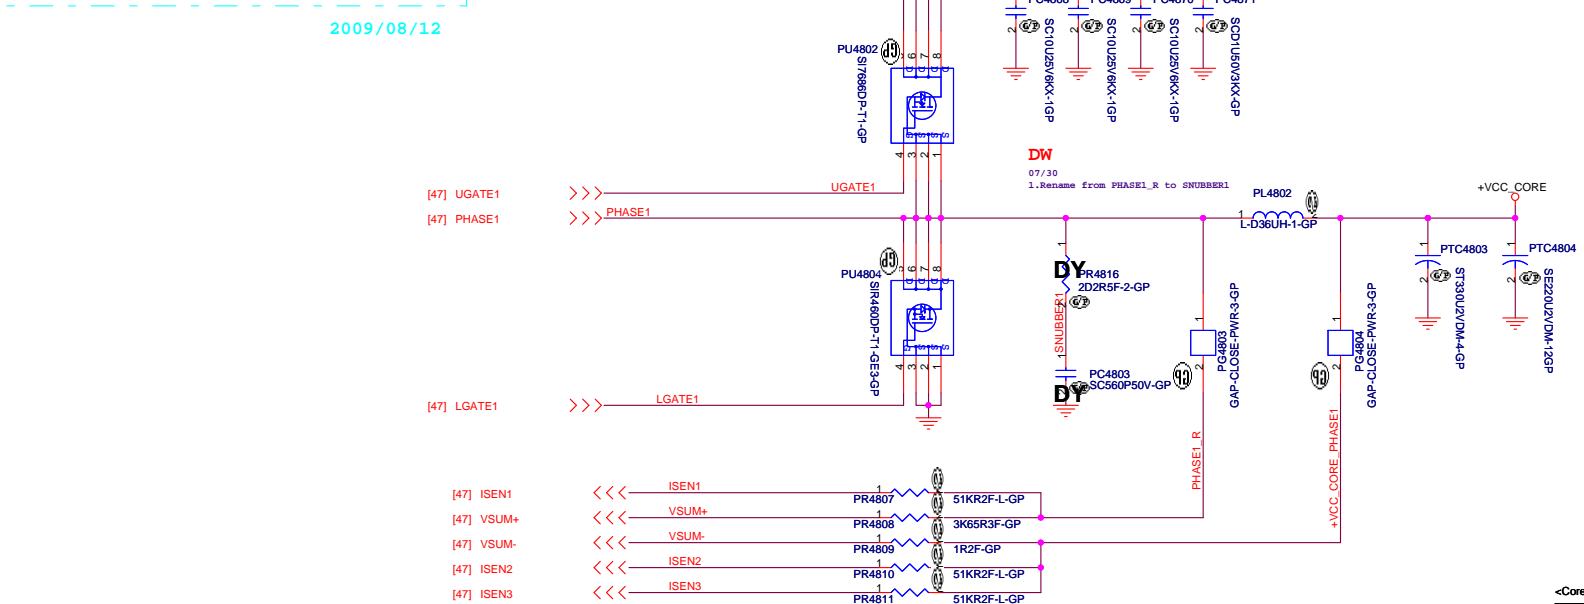 2009/08/12
PU4802
SI7686DP-T1-GP
SC10U25V6KX-1GP
SC10U25V6KX-1GP
SC10U25V6KX-1GP
SCD1U50V3KX-GP
DW
07/30
1.Rename from PHASE1_R to SNUBBER1
[47] UGATE1
UGATE1
[47] PHASE1
PHASE1
PL4802
L-D36UH-1-GP
+VCC_CORE
PTC4803
ST330U2VDM-4-GP
PTC4804
SE220U2VDM-12GP
PU4804
SIR460DP-T1-GE3-GP
DY
PR4816
2D2R5F-2-GP
SNUBBER1
PC4803
SC560P50V-GP
DY
PG4803
GAP-CLOSE-PWR-3-GP
PG4804
GAP-CLOSE-PWR-3-GP
[47] LGATE1
LGATE1
PHASE1_R
+VCC_CORE_PHASE1
[47] ISEN1
ISEN1
PR4807
51KR2F-L-GP
[47] VSUM+
VSUM+
PR4808
3K65R3F-GP
[47] VSUM-
VSUM-
PR4809
1R2F-GP
[47] ISEN2
ISEN2
PR4810
51KR2F-L-GP
[47] ISEN3
ISEN3
PR4811
51KR2F-L-GP
<Core